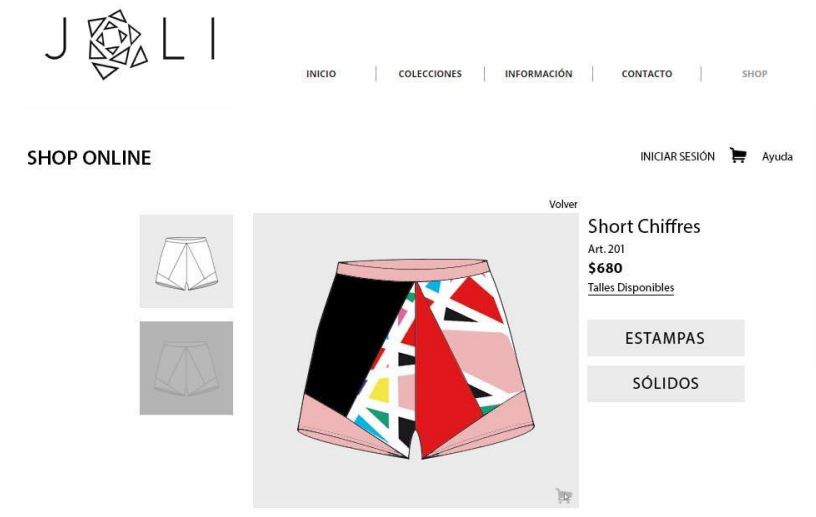 JOLI
INICIO COLECCIONES INFORMACIÓN CONTACTO SHOP
SHOP ONLINE
INICIAR SESIÓN Ayuda
Volver
Short Chiffres
Art. 201
$680
Talles Disponibles
ESTAMPAS
SÓLIDOS